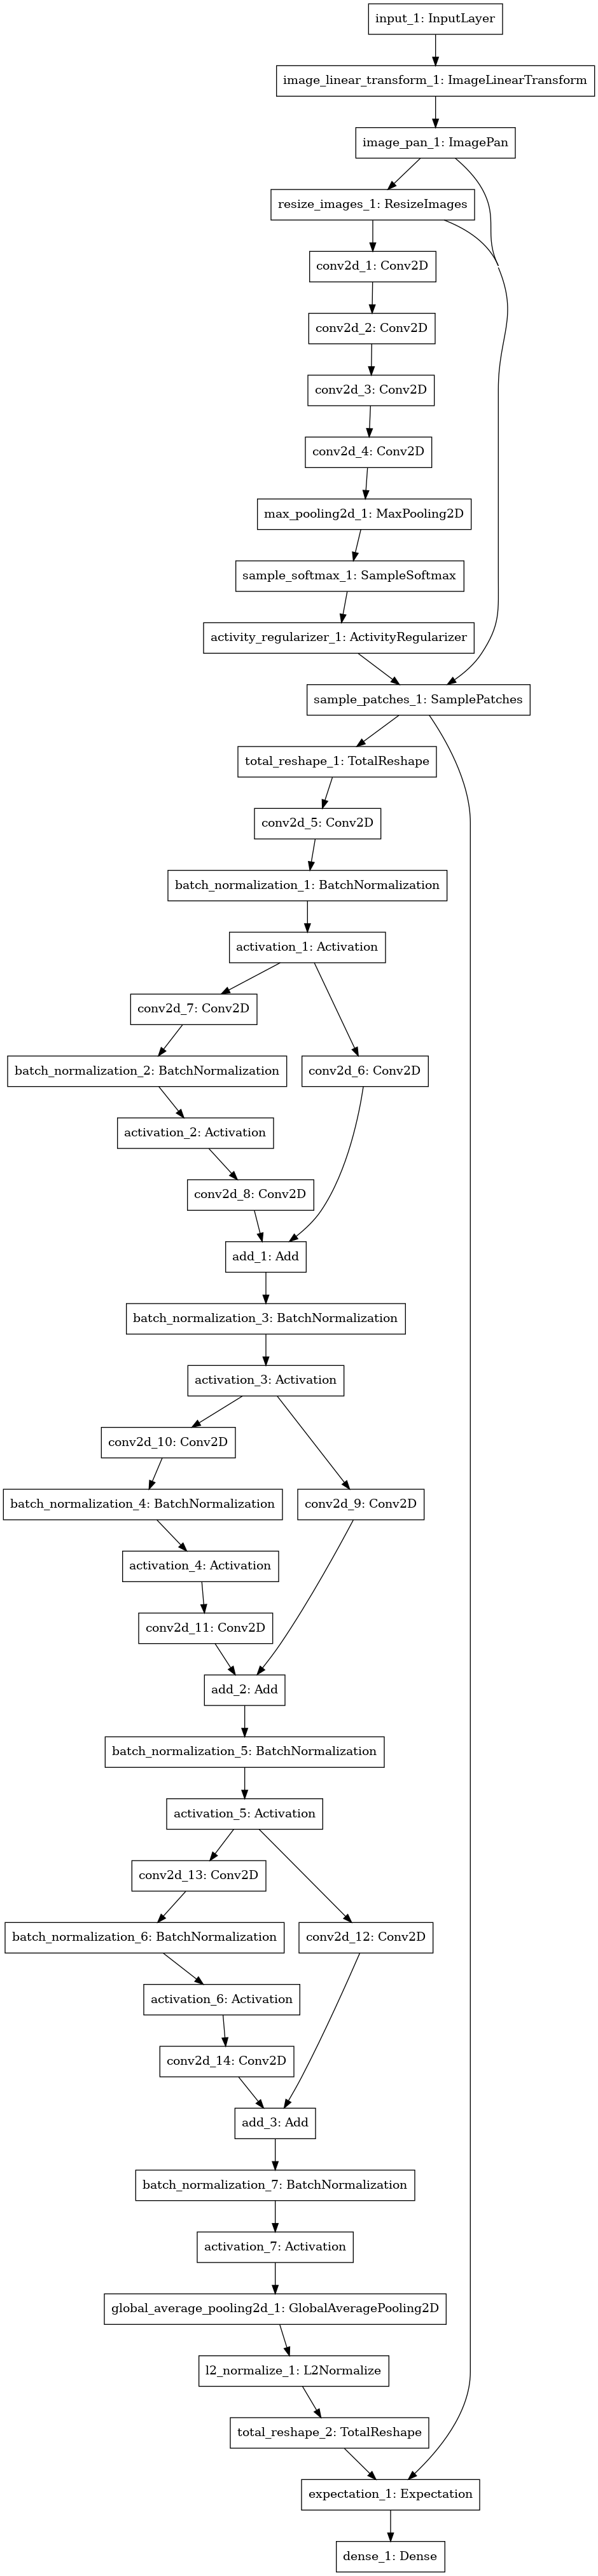 input_1: InputLayer
image_linear_transform_1: ImageLinearTransform
image_pan_1: ImagePan
resize_images_1: ResizeImages
conv2d_1: Conv2D
conv2d_2: Conv2D
conv2d_3: Conv2D
conv2d_4: Conv2D
max_pooling2d_1: MaxPooling2D
sample_softmax_1: SampleSoftmax
activity_regularizer_1: ActivityRegularizer
sample_patches_1: SamplePatches
total_reshape_1: TotalReshape
conv2d_5: Conv2D
batch_normalization_1: BatchNormalization
activation_1: Activation
conv2d_7: Conv2D
batch_normalization_2: BatchNormalization
conv2d_6: Conv2D
activation_2: Activation
conv2d_8: Conv2D
add_1: Add
batch_normalization_3: BatchNormalization
activation_3: Activation
conv2d_10: Conv2D
batch_normalization_4: BatchNormalization
conv2d_9: Conv2D
activation_4: Activation
conv2d_11: Conv2D
add_2: Add
batch_normalization_5: BatchNormalization
activation_5: Activation
conv2d_13: Conv2D
batch_normalization_6: BatchNormalization
conv2d_12: Conv2D
activation_6: Activation
conv2d_14: Conv2D
add_3: Add
batch_normalization_7: BatchNormalization
activation_7: Activation
global_average_pooling2d_1: GlobalAveragePooling2D
l2_normalize_1: L2Normalize
total_reshape_2: TotalReshape
expectation_1: Expectation
dense_1: Dense